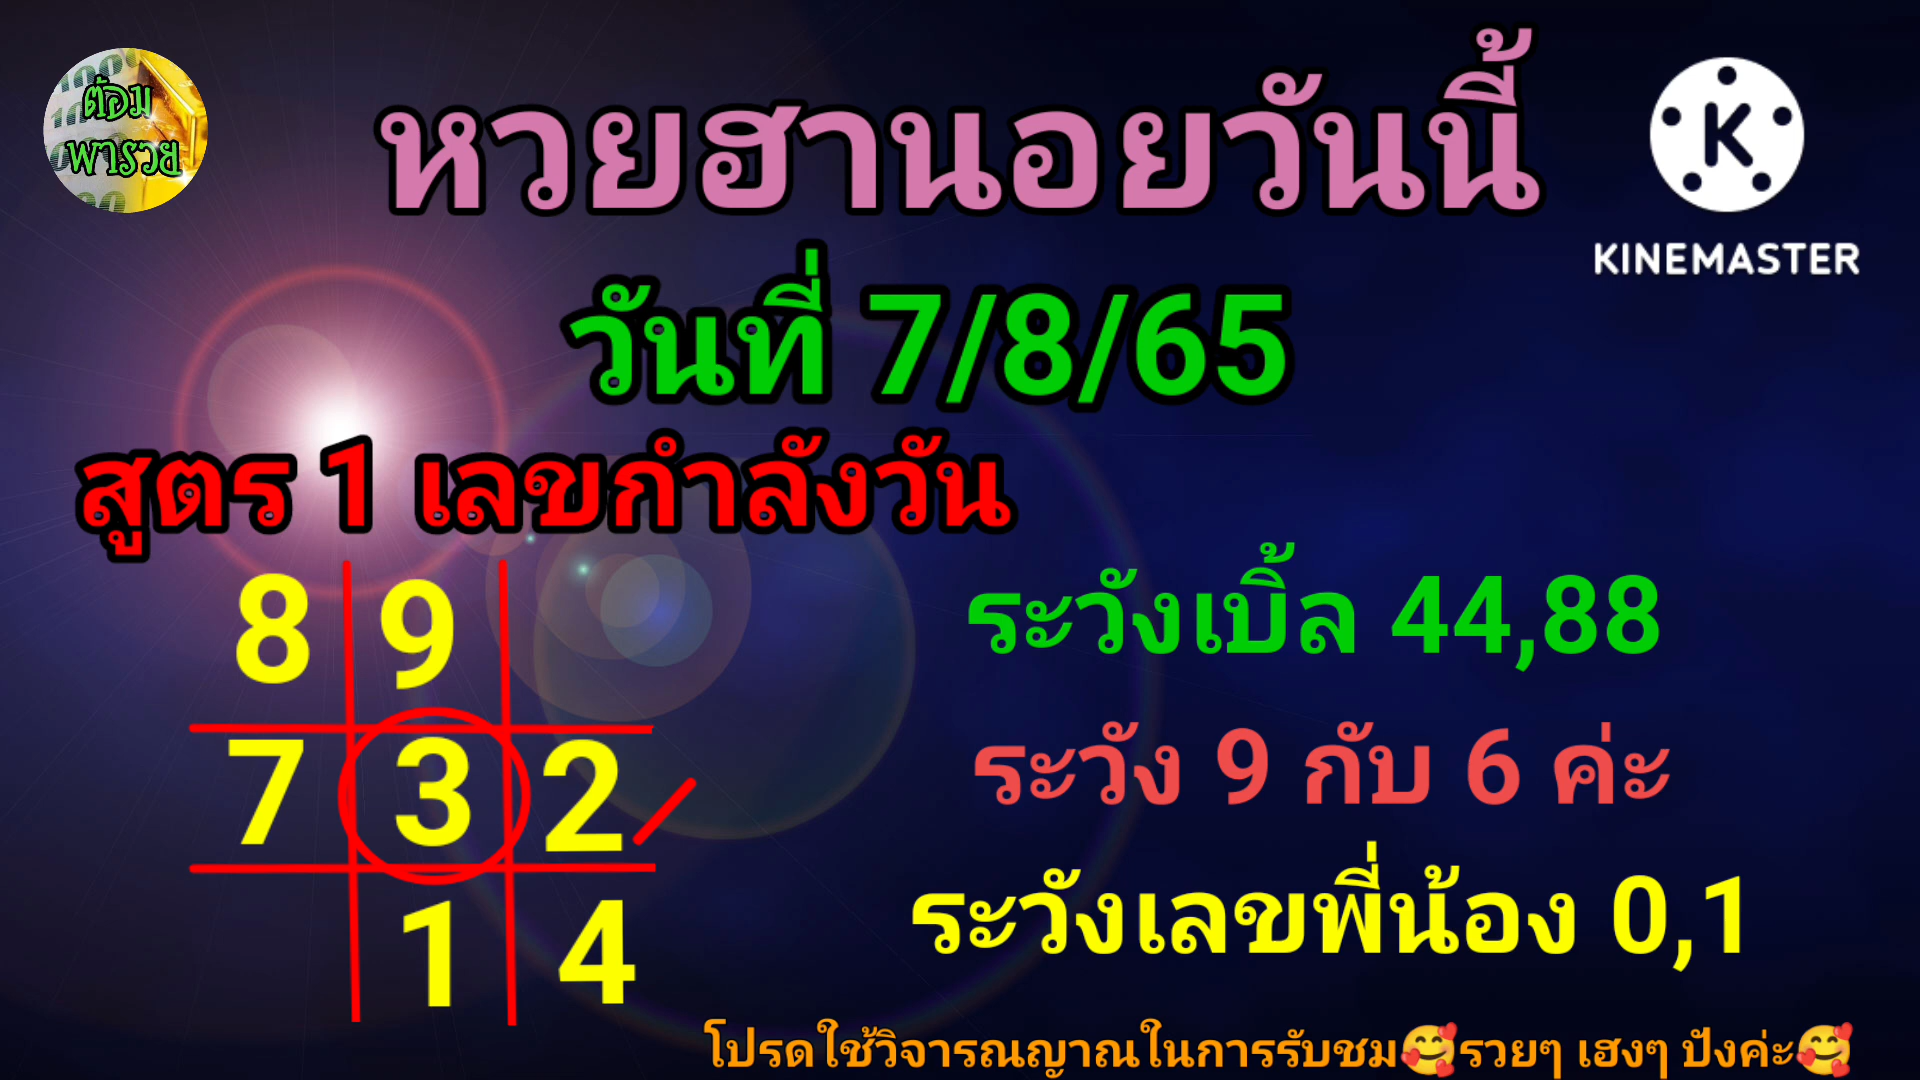 ต้อม
พารวย
หวยฮานอยวันนี้
KINEMASTER
วันที่ 7/8/65
สูตร 1 เลขกำลังวัน
8 9
7 3 2
1 4
ระวังเบิ้ล 44,88
ระวัง 9 กับ 6 ค่ะ
ระวังเลขพี่น้อง 0,1
โปรดใช้วิจารณญาณในการรับชม🥰รวยๆ เฮงๆ ปังค่ะ🥰